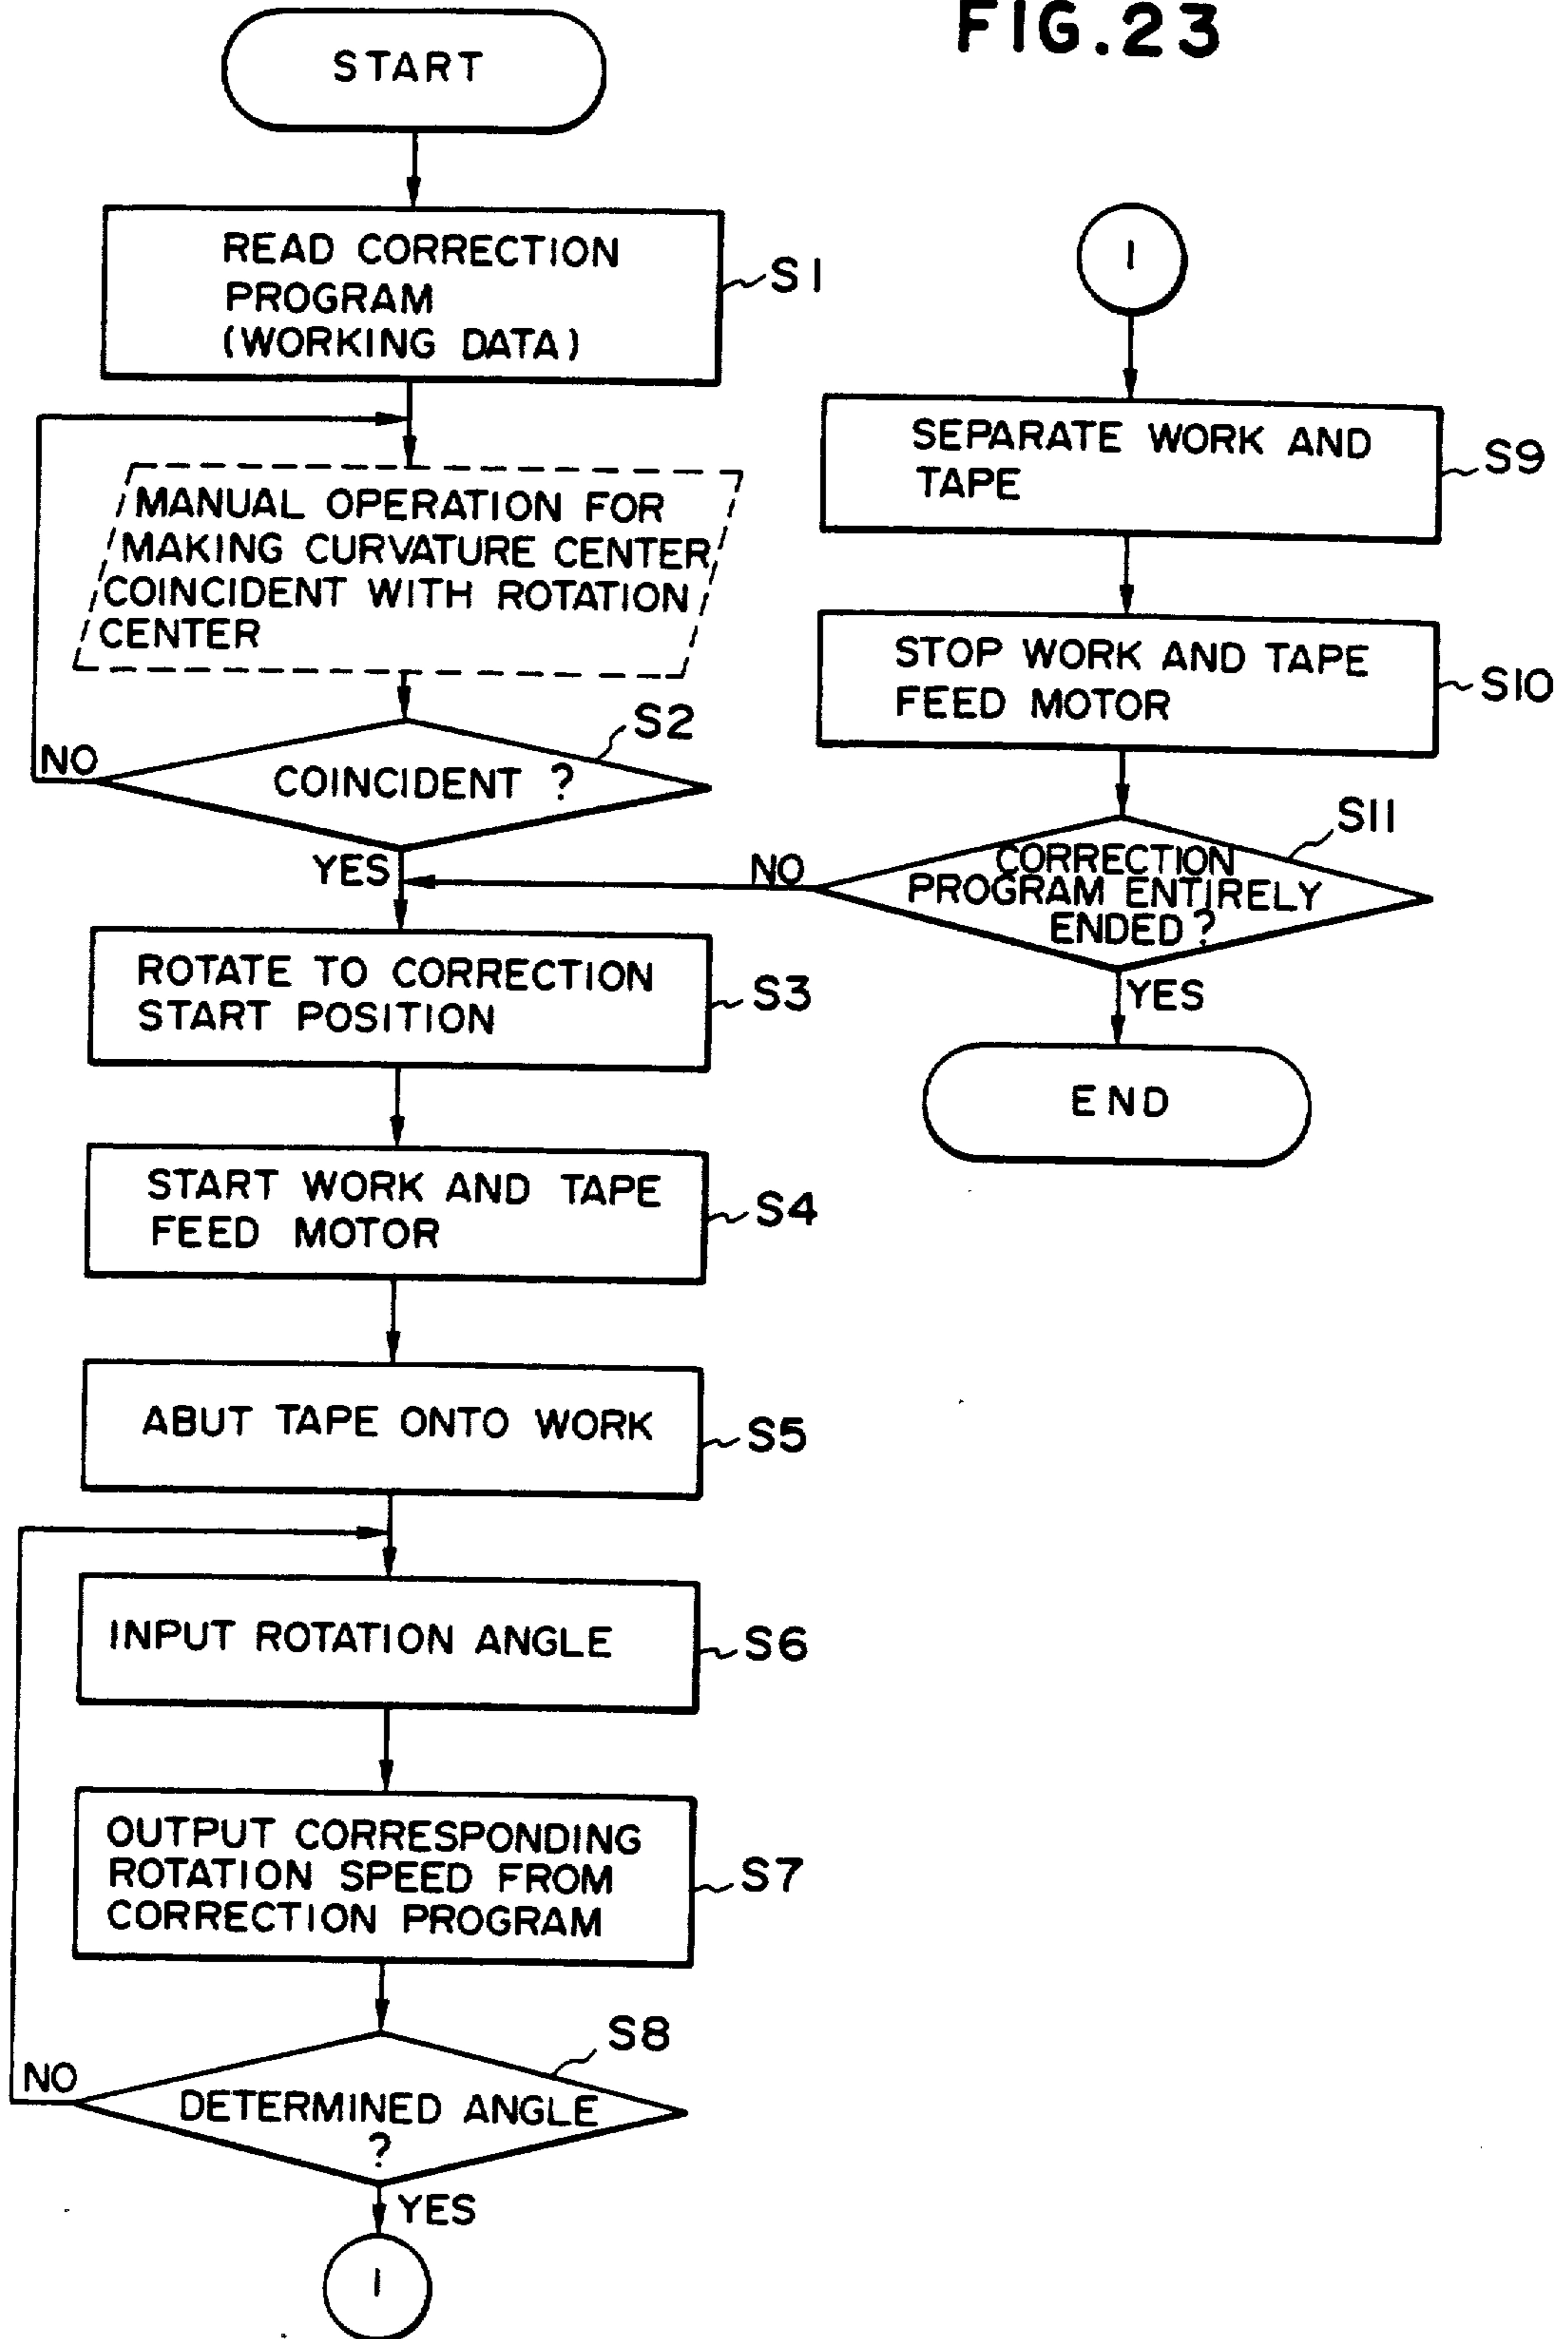 FIG.23
START
READ CORRECTION
PROGRAM
(WORKING DATA)
S1
MANUAL OPERATION FOR
MAKING CURVATURE CENTER
COINCIDENT WITH ROTATION
CENTER
S2
NO
COINCIDENT ?
YES
ROTATE TO CORRECTION
START POSITION
S3
START WORK AND TAPE
FEED MOTOR
S4
ABUT TAPE ONTO WORK
S5
INPUT ROTATION ANGLE
S6
OUTPUT CORRESPONDING
ROTATION SPEED FROM
CORRECTION PROGRAM
S7
S8
NO
DETERMINED ANGLE
?
YES
1
1
SEPARATE WORK AND
TAPE
S9
STOP WORK AND TAPE
FEED MOTOR
S10
S11
NO
CORRECTION
PROGRAM ENTIRELY
ENDED ?
YES
END